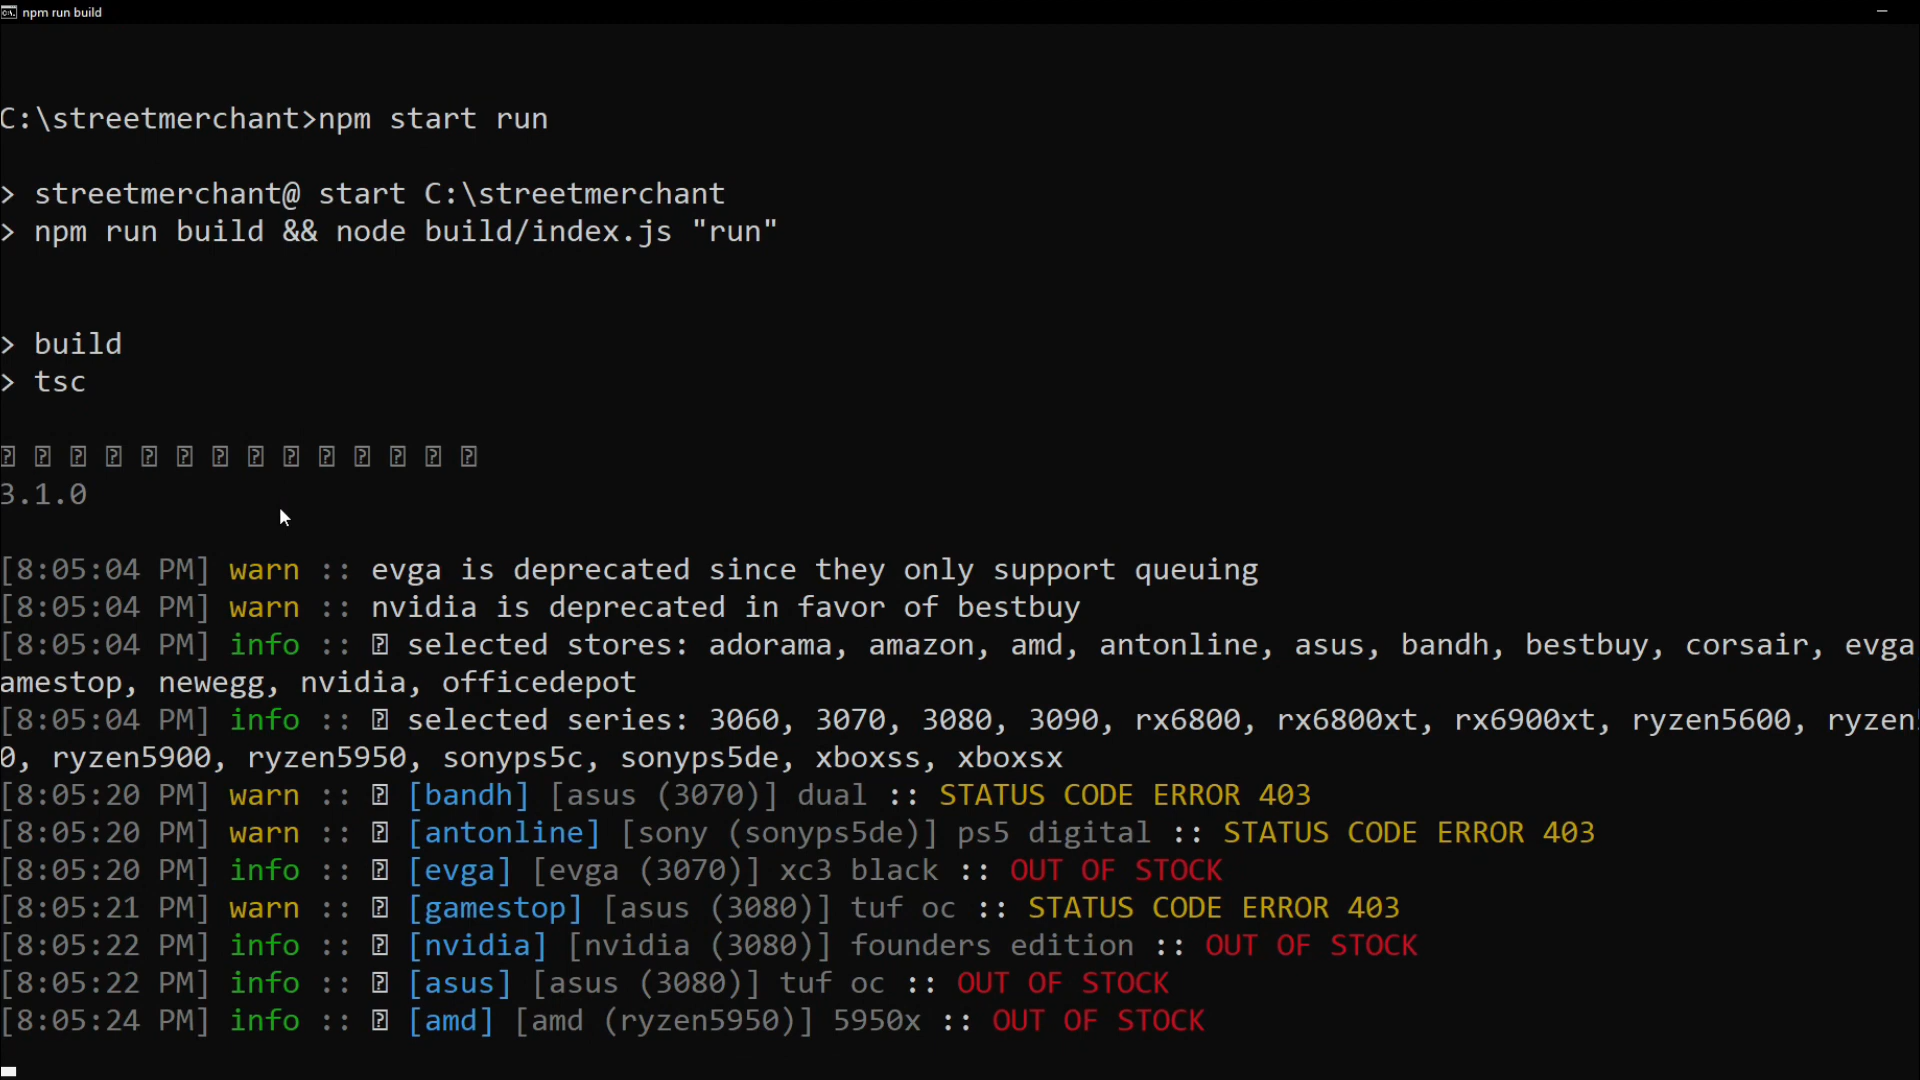 npm run build
C:\streetmerchant>npm start run
> streetmerchant@ start C:\streetmerchant
> npm run build && node build/index.js "run"
> build
> tsc
3.1.0
[8:05:04 PM] warn :: evga is deprecated since they only support queuing
[8:05:04 PM] warn :: nvidia is deprecated in favor of bestbuy
[8:05:04 PM] info :: selected stores: adorama, amazon, amd, antonline, asus, bandh, bestbuy, corsair, evga
amestop, newegg, nvidia, officedepot
[8:05:04 PM] info :: selected series: 3060, 3070, 3080, 3090, rx6800, rx6800xt, rx6900xt, ryzen5600, ryzen
0, ryzen5900, ryzen5950, sonyps5c, sonyps5de, xboxss, xboxsx
[8:05:20 PM] warn :: [bandh] [asus (3070)] dual :: STATUS CODE ERROR 403
[8:05:20 PM] warn :: [antonline] [sony (sonyps5de)] ps5 digital :: STATUS CODE ERROR 403
[8:05:20 PM] info :: [evga] [evga (3070)] xc3 black :: OUT OF STOCK
[8:05:21 PM] warn :: [gamestop] [asus (3080)] tuf oc :: STATUS CODE ERROR 403
[8:05:22 PM] info :: [nvidia] [nvidia (3080)] founders edition :: OUT OF STOCK
[8:05:22 PM] info :: [asus] [asus (3080)] tuf oc :: OUT OF STOCK
[8:05:24 PM] info :: [amd] [amd (ryzen5950)] 5950x :: OUT OF STOCK